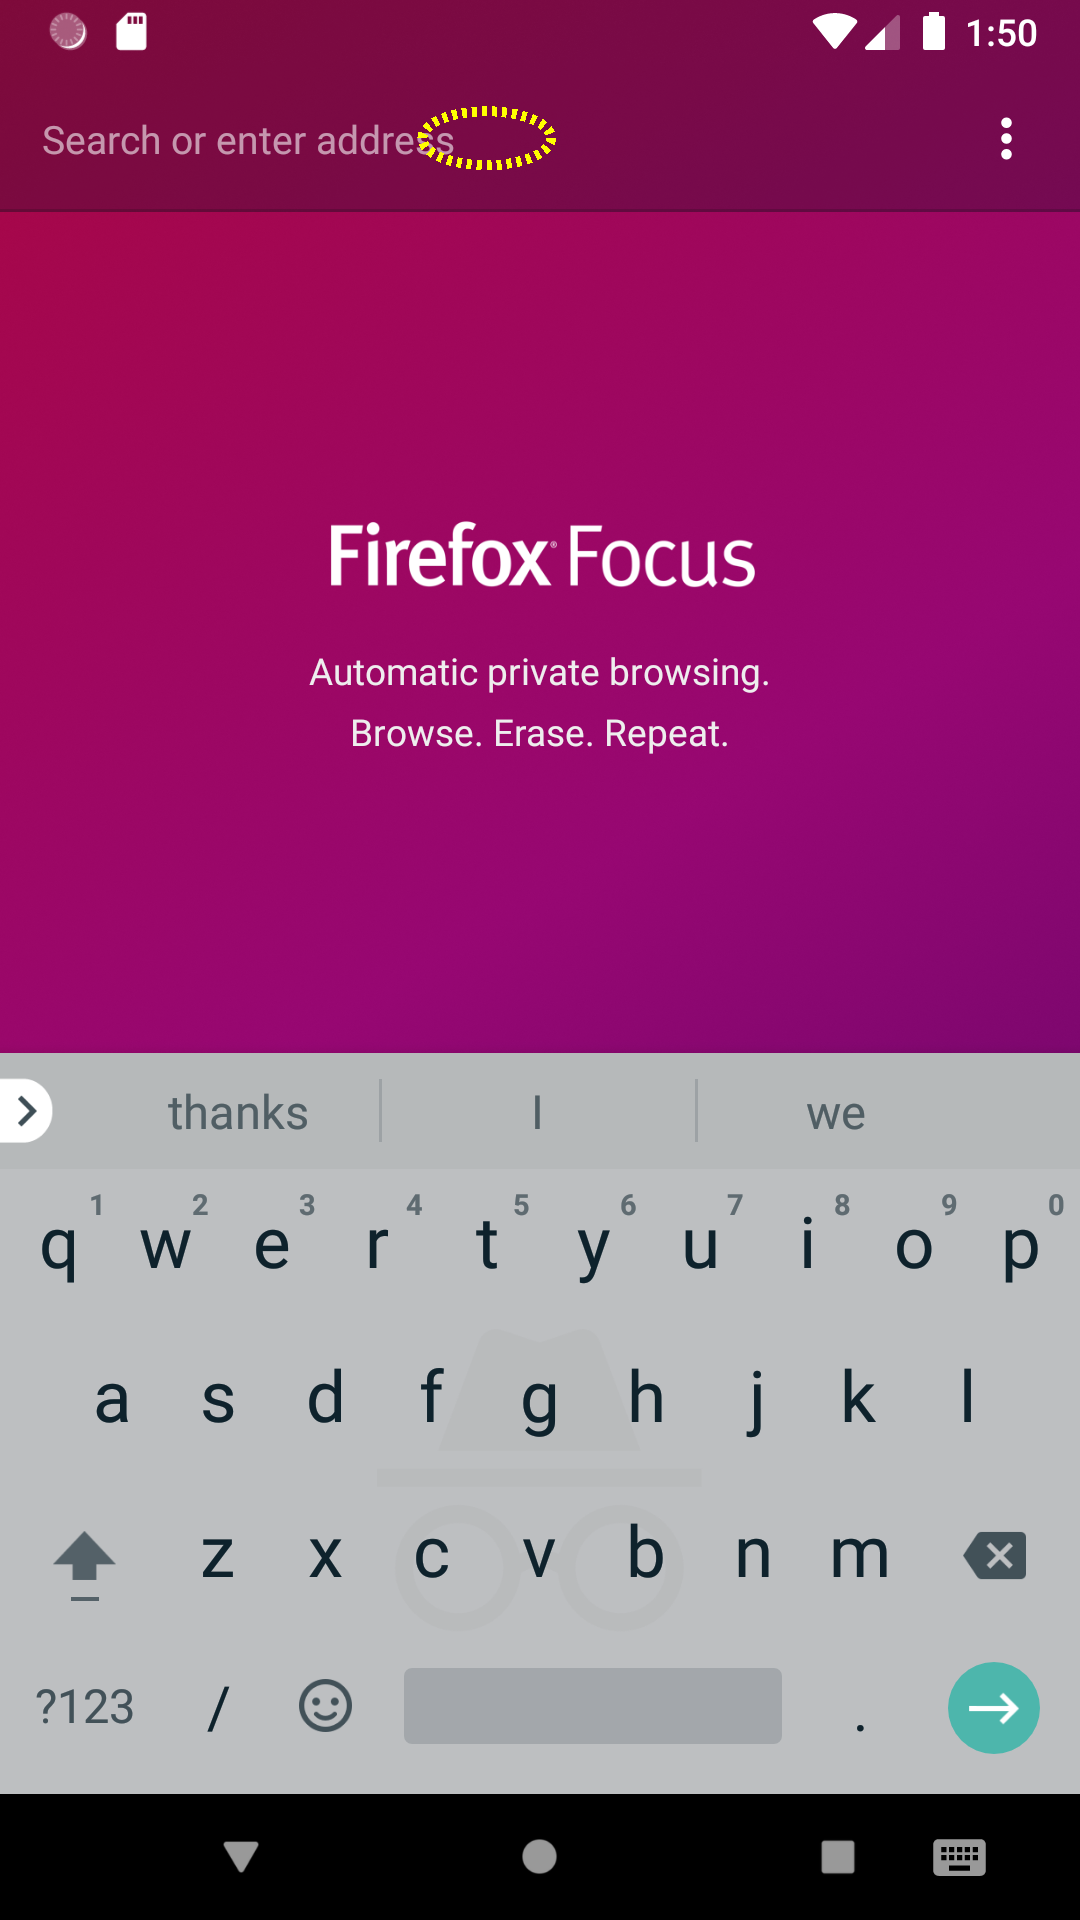 1:50
Search or enter address
Firefox Focus
Automatic private browsing.
Browse. Erase. Repeat.
thanks I we
1 2 3 4 5 6 7 8 9 0
q w e r t y u i o p
a s d f g h j k l
z x c v b n m
?123 / .